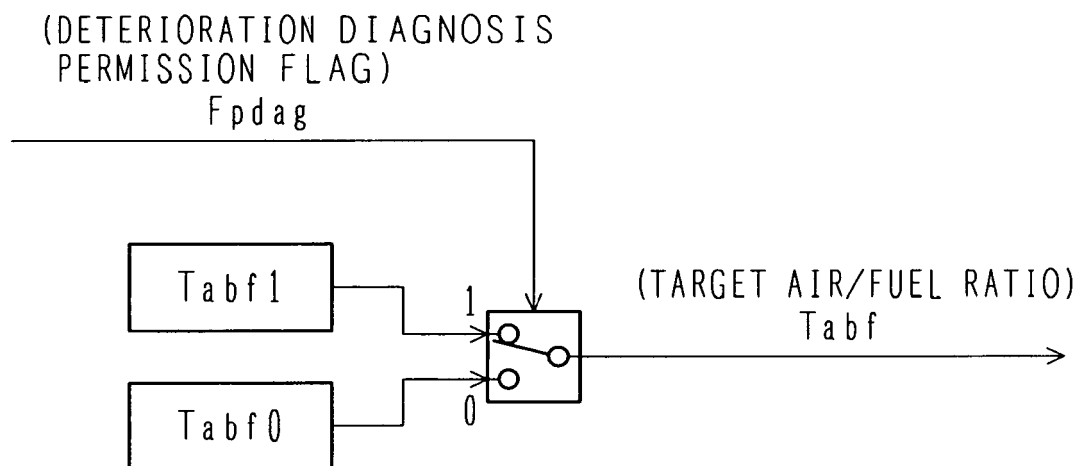 (DETERIORATION DIAGNOSIS
PERMISSION FLAG)
Fpdag
Tabf1
1
(TARGET AIR/FUEL RATIO)
Tabf
Tabf0
0